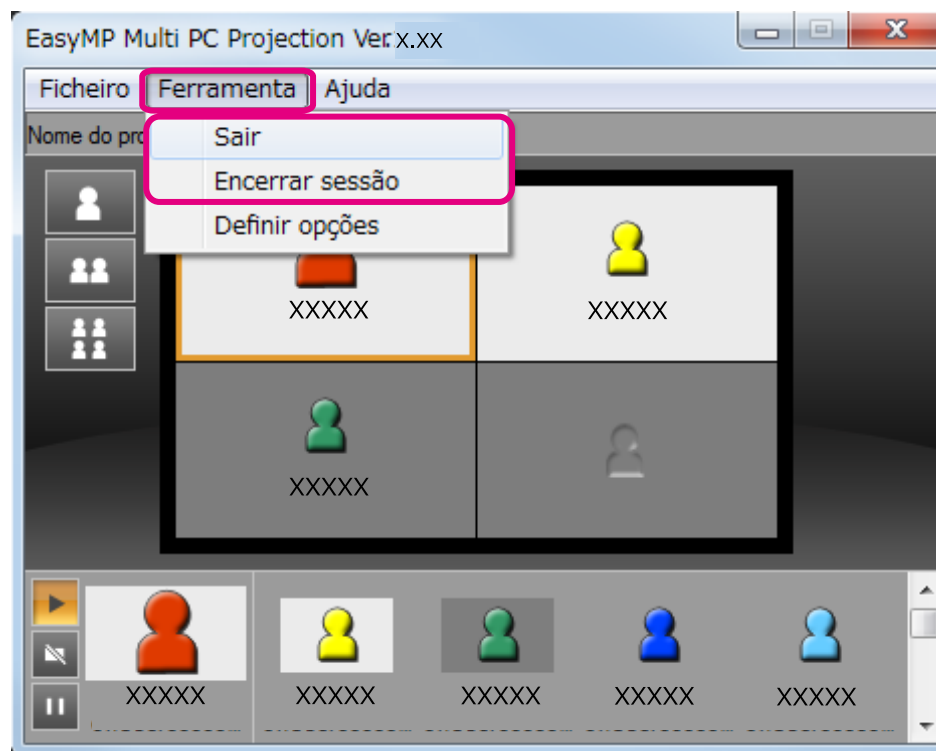 EasyMP Multi PC Projection Ver. x.xx
Ficheiro Ferramenta Ajuda
Nome do
Sair
Encerrar sessão
Definir opções
XXXXX XXXXX
XXXXX
XXXXX XXXXX XXXXX XXXXX XXXXX